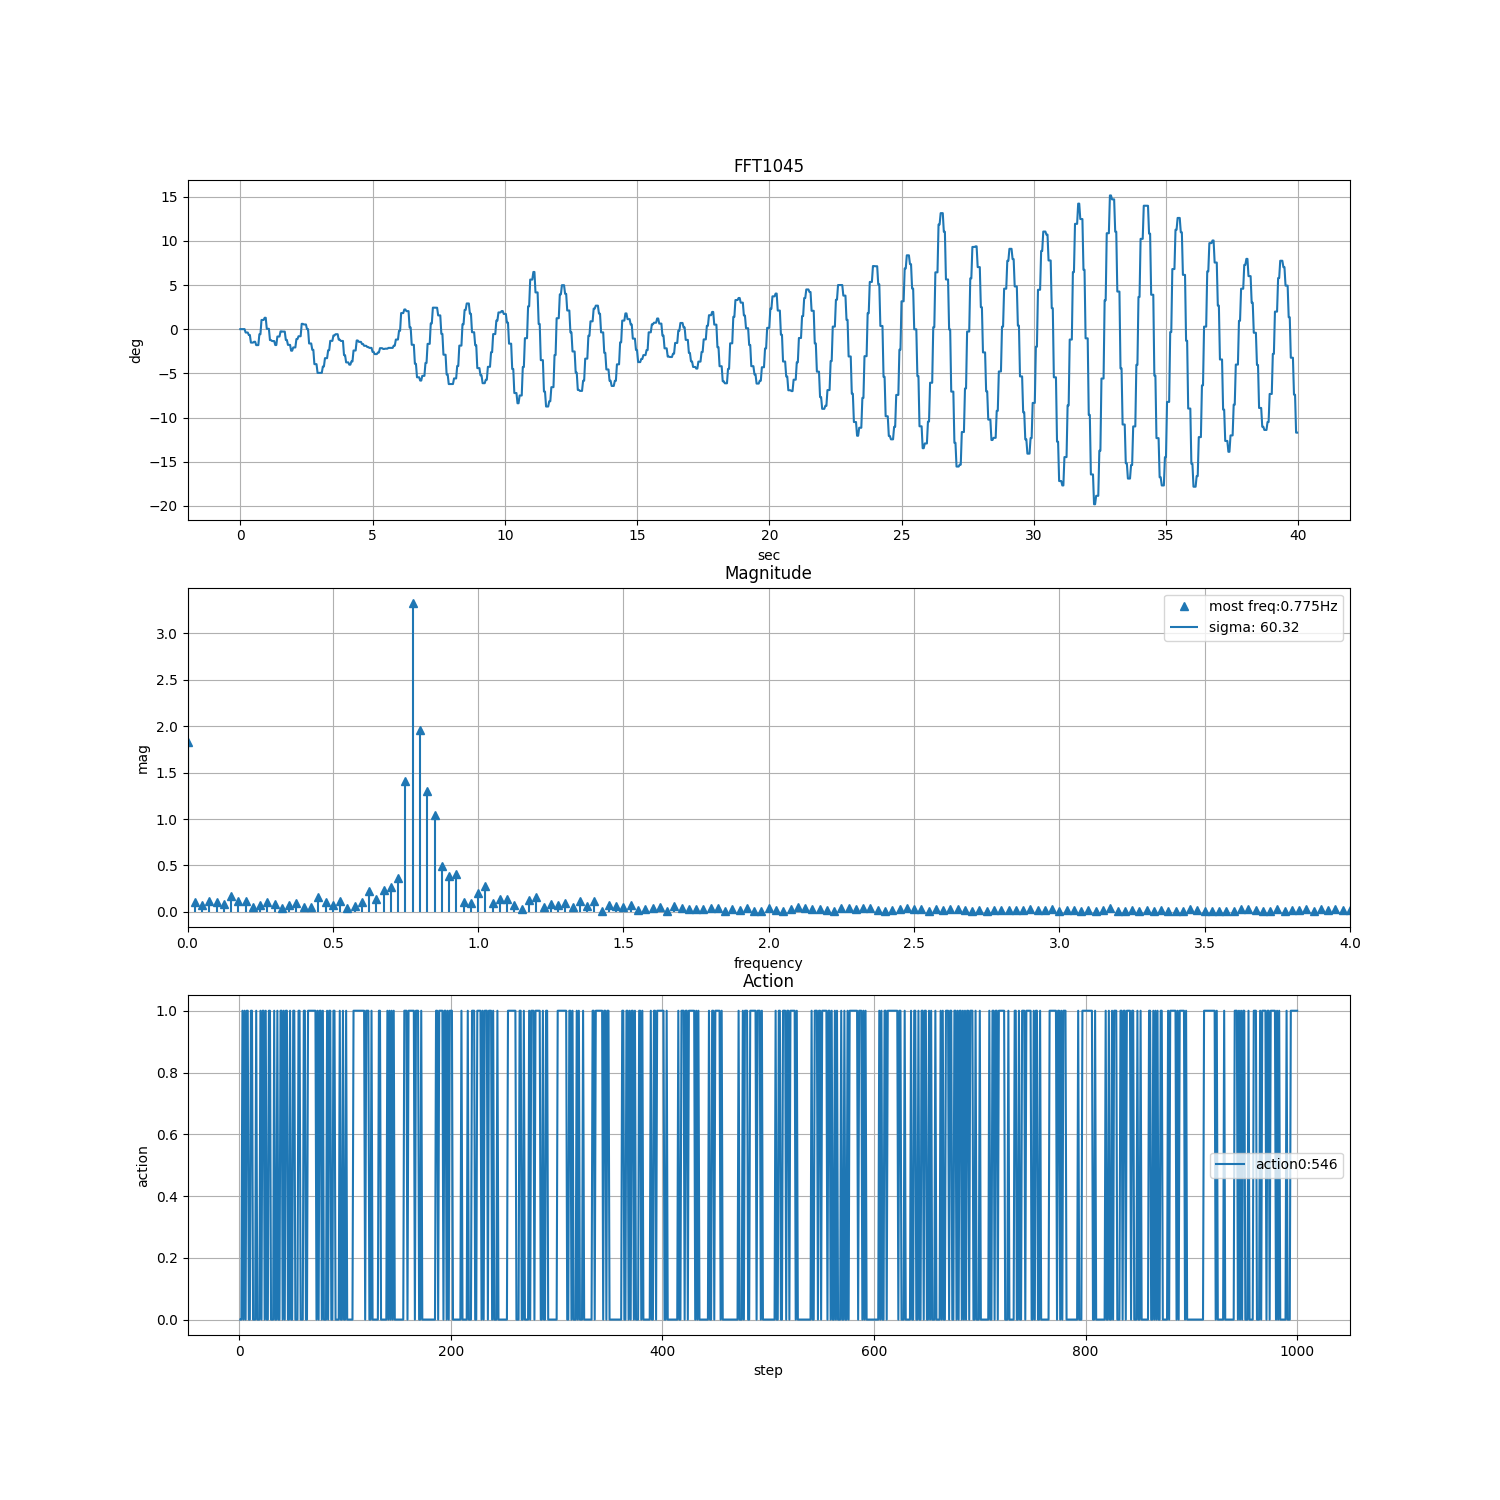 FFT1045
15
10
5
0
−5
−10
−15
−20
deg
0 5 10 15 20 25 30 35 40
sec
Magnitude
most freq:0.775Hz
sigma: 60.32
3.0
2.5
2.0
1.5
1.0
0.5
0.0
mag
0.0 0.5 1.0 1.5 2.0 2.5 3.0 3.5 4.0
frequency
Action
1.0
0.8
0.6
0.4
0.2
0.0
action
action0:546
0 200 400 600 800 1000
step